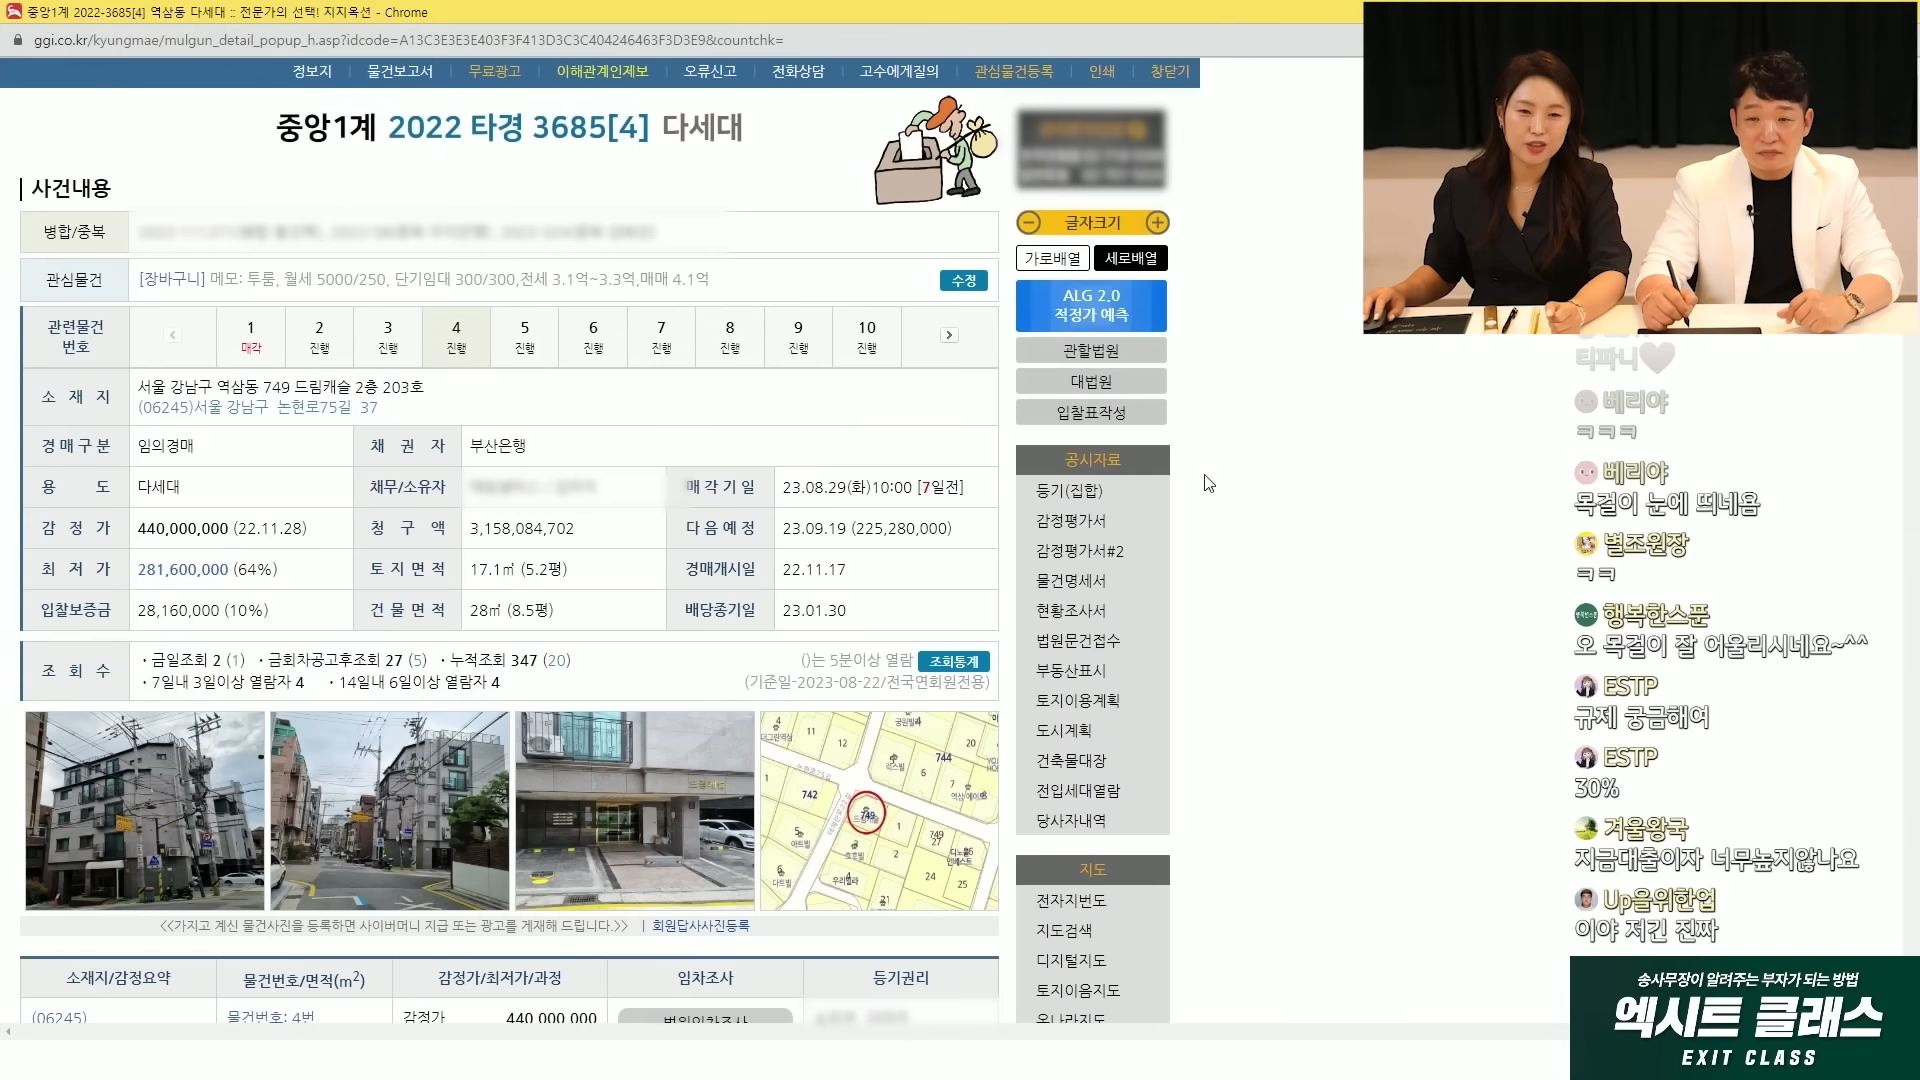 중앙1계 2022-3685[4] 역삼동 다세대 :: 전문가의 선택! 지지옥션 - Chrome
ggi.co.kr/kyungmae/mulgun_detail_popup_h.asp?idcode=A13C3E3E3E403F3F413D3C3C404246463F3D3E9&countchk=
정보지 | 물건보고서 | 무료광고 | 이해관계인제보 | 오류신고 | 전화상담 | 고수에게질의 | 관심물건등록 | 인쇄 | 창닫기
중앙1계 2022 타경 3685[4] 다세대
사건내용
병합/중복
관심물건 [장바구니] 메모: 투룸, 월세 5000/250, 단기임대 300/300,전세 3.1억~3.3억,매매 4.1억 수정
관련물건 번호
1 매각
2 진행
3 진행
4 진행
5 진행
6 진행
7 진행
8 진행
9 진행
10 진행
소재지 서울 강남구 역삼동 749 드림캐슬 2층 203호
(06245)서울 강남구 논현로75길 37
경매구분 임의경매 채권자 부산은행
용도 다세대 채무/소유자 매각기일 23.08.29(화)10:00 [7일전]
감정가 440,000,000 (22.11.28) 청구액 3,158,084,702 다음예정 23.09.19 (225,280,000)
최저가 281,600,000 (64%) 토지면적 17.1㎡ (5.2평) 경매개시일 22.11.17
입찰보증금 28,160,000 (10%) 건물면적 28㎡ (8.5평) 배당종기일 23.01.30
조회수 ・금일조회 2 (1) ・금회차공고후조회 27 (5) ・누적조회 347 (20) ()는 5분이상 열람 조회통계
・7일내 3일이상 열람자 4 ・14일내 6일이상 열람자 4 (기준일-2023-08-22/전국연회원전용)
<<가지고 계신 물건사진을 등록하면 사이버머니 지급 또는 광고를 게재해 드립니다.>> | 회원답사사진등록
소재지/감정요약 물건번호/면적(m2) 감정가/최저가/과정 임차조사 등기권리
(06245) 물건번호: 4번 감정가 440,000,000 법원임차조사
글자크기
가로배열 세로배열
ALG 2.0
적정가 예측
관할법원
대법원
입찰표작성
공시자료
등기(집합)
감정평가서
감정평가서#2
물건명세서
현황조사서
법원문건접수
부동산표시
토지이용계획
도시계획
건축물대장
전입세대열람
당사자내역
지도
전자지번도
지도검색
디지털지도
토지이음지도
온나라지도
티파니
베리야
ㅋㅋㅋ
베리야
목걸이 눈에 띄네욤
별조원장
ㅋㅋ
행복한스푼
오 목걸이 잘 어울리시네요~^^
ESTP
규제 궁금해여
ESTP
30%
겨울왕국
지금대출이자 너무높지않나요
Up을위한업
이야 저긴 진짜
송사무장이 알려주는 부자가 되는 방법
엑시트 클래스
EXIT CLASS